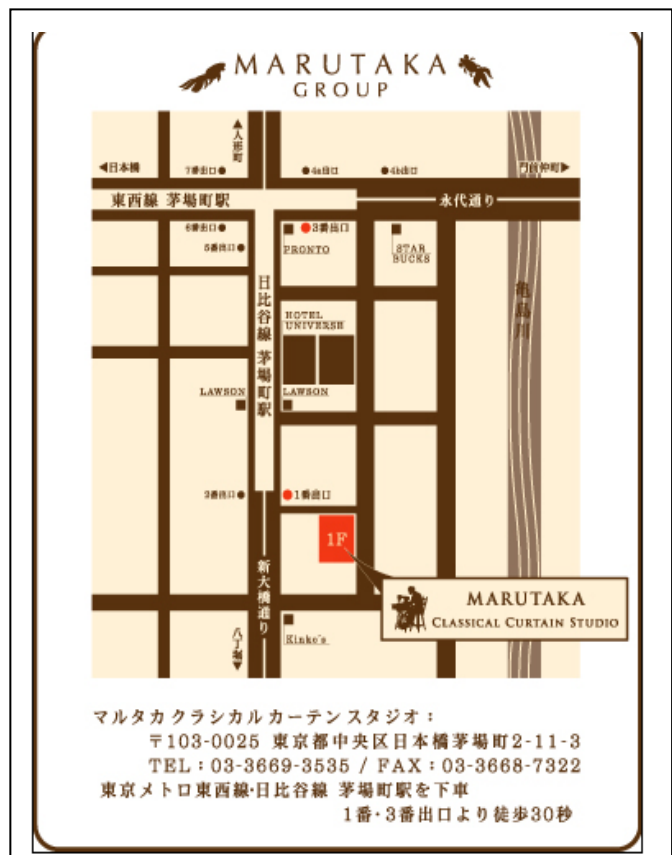 MARUTAKA
GROUP
▲人形町
◀日本橋
7番出口●
●4a出口
●4b出口
門前仲町▶
東西線 茅場町駅
永代通り
6番出口●
●3番出口
5番出口●
PRONTO
STAR
BUCKS
亀島川
日比谷線 茅場町駅
HOTEL
UNIVERSE
LAWSON
LAWSON
2番出口●
●1番出口
1F
新大橋通り
MARUTAKA
CLASSICAL CURTAIN STUDIO
八丁堀▼
Kinko's
マルタカクラシカルカーテンスタジオ：
〒103-0025 東京都中央区日本橋茅場町2-11-3
TEL：03-3669-3535 / FAX：03-3668-7322
東京メトロ東西線・日比谷線 茅場町駅を下車
1番・3番出口より徒歩30秒